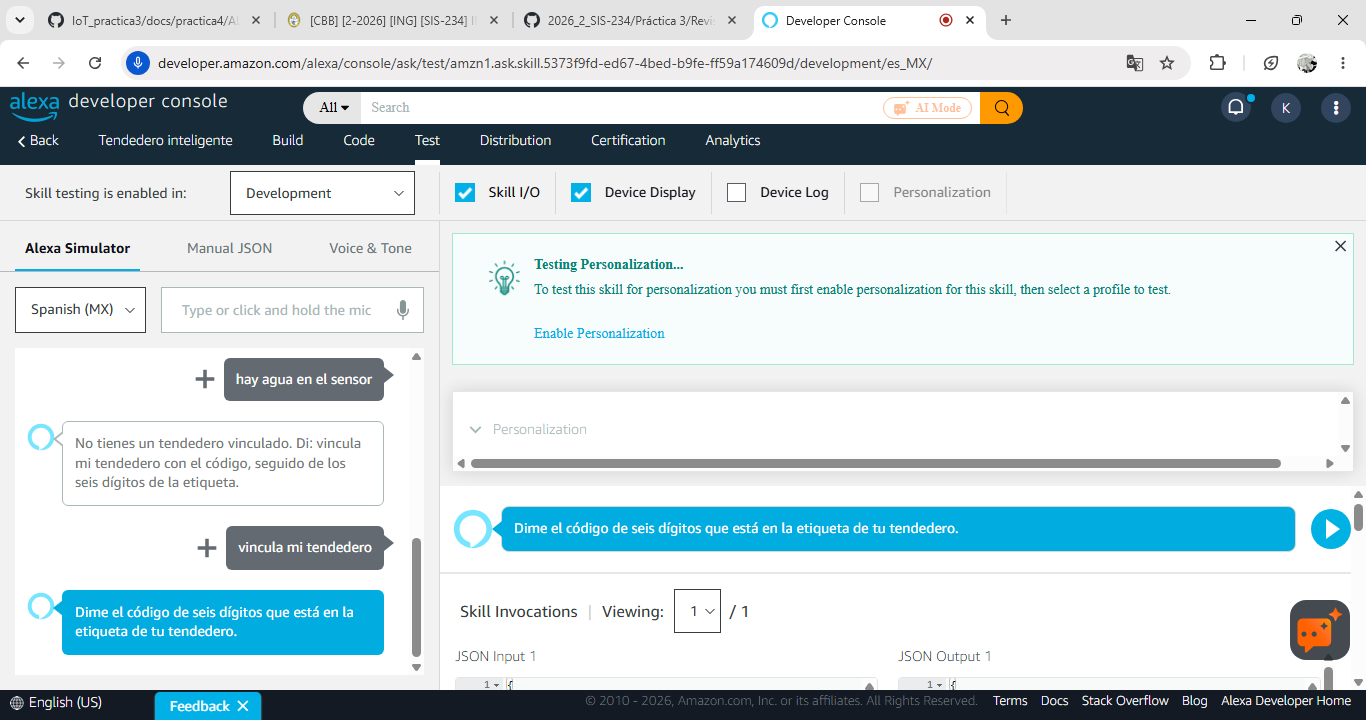 IoT_practica3/docs/practica4/Al
[CBB] [2-2026] [ING] [SIS-234] I
2026_2_SIS-234/Práctica 3/Revis
Developer Console
developer.amazon.com/alexa/console/ask/test/amzn1.ask.skill.5373f9fd-ed67-4bed-b9fe-ff59a174609d/development/es_MX/
alexa developer console
All
Search
AI Mode
K
Back
Tendedero inteligente
Build
Code
Test
Distribution
Certification
Analytics
Skill testing is enabled in:
Development
Skill I/O
Device Display
Device Log
Personalization
Alexa Simulator
Manual JSON
Voice & Tone
Spanish (MX)
Type or click and hold the mic
hay agua en el sensor
No tienes un tendedero vinculado. Di: vincula
mi tendedero con el código, seguido de los
seis dígitos de la etiqueta.
vincula mi tendedero
Dime el código de seis dígitos que está en la
etiqueta de tu tendedero.
Testing Personalization...
To test this skill for personalization you must first enable personalization for this skill, then select a profile to test.
Enable Personalization
Personalization
Dime el código de seis dígitos que está en la etiqueta de tu tendedero.
Skill Invocations | Viewing: 1 / 1
JSON Input 1
JSON Output 1
1 {
1 {
English (US)
Feedback
© 2010 - 2026, Amazon.com, Inc. or its affiliates. All Rights Reserved.
Terms
Docs
Stack Overflow
Blog
Alexa Developer Home